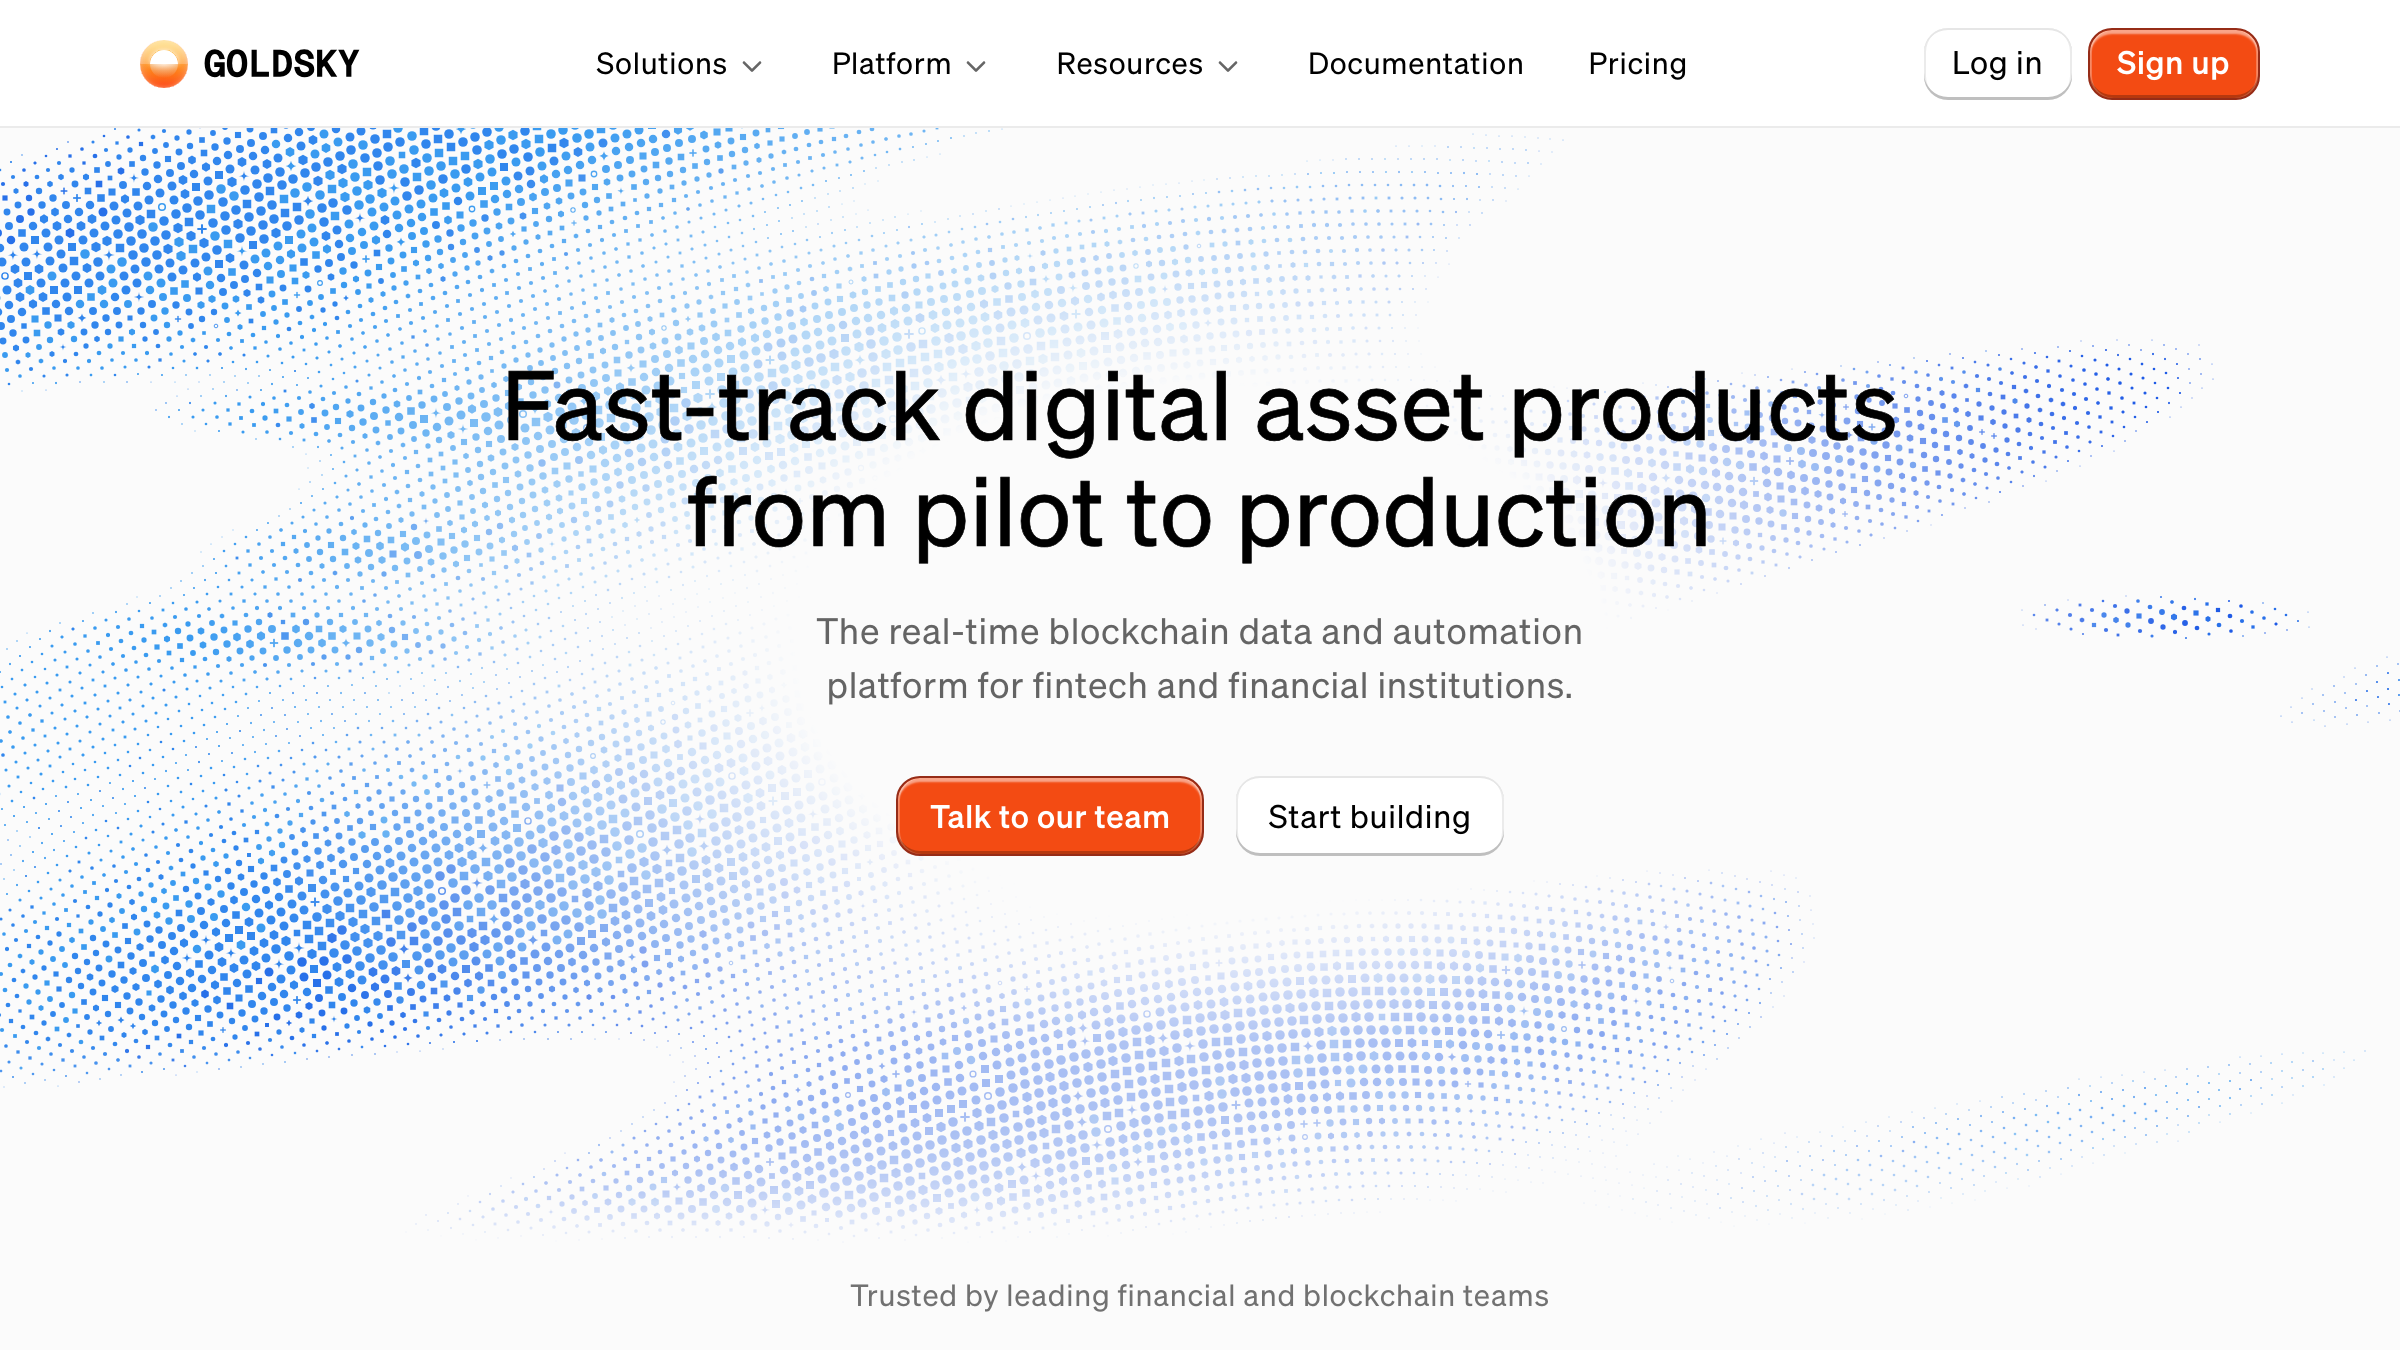 GOLDSKY
Solutions
Platform
Resources
Documentation
Pricing
Log in
Sign up
Fast-track digital asset products
from pilot to production
The real-time blockchain data and automation
platform for fintech and financial institutions.
Talk to our team
Start building
Trusted by leading financial and blockchain teams